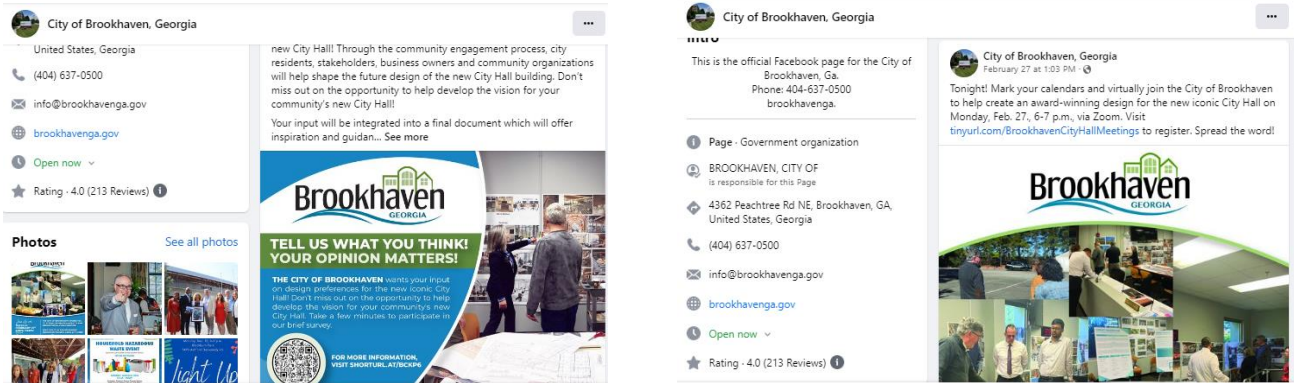 City of Brookhaven, Georgia
...
United States, Georgia
(404) 637-0500
info@brookhavenga.gov
brookhavenga.gov
Open now
Rating · 4.0 (213 Reviews)
Photos
See all photos
HOUSEHOLD HAZARDOUS
WASTE EVENT
light up
new City Hall! Through the community engagement process, city
residents, stakeholders, business owners and community organizations
will help shape the future design of the new City Hall building. Don't
miss out on the opportunity to help develop the vision for your
community's new City Hall!
Your input will be integrated into a final document which will offer
inspiration and guidan... See more
Brookhaven
GEORGIA
TELL US WHAT YOU THINK!
YOUR OPINION MATTERS!
THE CITY OF BROOKHAVEN wants your input
on design preferences for the new iconic City
Hall! Don't miss out on the opportunity to help
develop the vision for your community's new
City Hall. Take a few minutes to participate in
our brief survey.
FOR MORE INFORMATION,
VISIT SHORTURL.AT/BCKP6
City of Brookhaven, Georgia
...
Intro
This is the official Facebook page for the City of
Brookhaven, Ga.
Phone: 404-637-0500
brookhavenga.
Page · Government organization
BROOKHAVEN, CITY OF
is responsible for this Page
4362 Peachtree Rd NE, Brookhaven, GA,
United States, Georgia
(404) 637-0500
info@brookhavenga.gov
brookhavenga.gov
Open now
Rating · 4.0 (213 Reviews)
City of Brookhaven, Georgia
February 27 at 1:03 PM ·
Tonight! Mark your calendars and virtually join the City of Brookhaven
to help create an award-winning design for the new iconic City Hall on
Monday, Feb. 27., 6-7 p.m., via Zoom. Visit
tinyurl.com/BrookhavenCityHallMeetings to register. Spread the word!
Brookhaven
GEORGIA